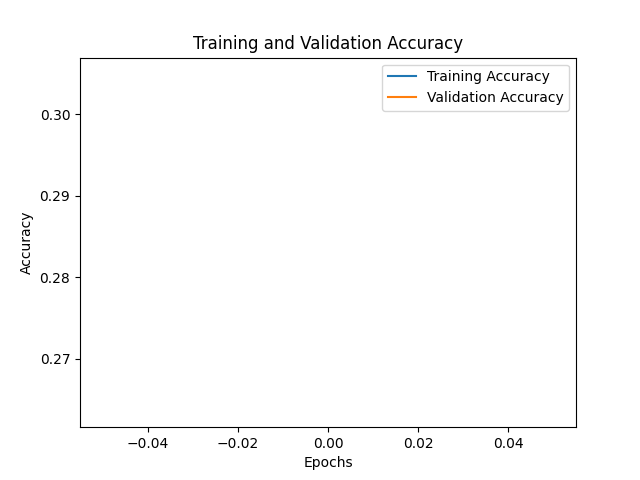 Training and Validation Accuracy
Training Accuracy
Validation Accuracy
0.30
0.29
0.28
0.27
Accuracy
−0.04
−0.02
0.00
0.02
0.04
Epochs